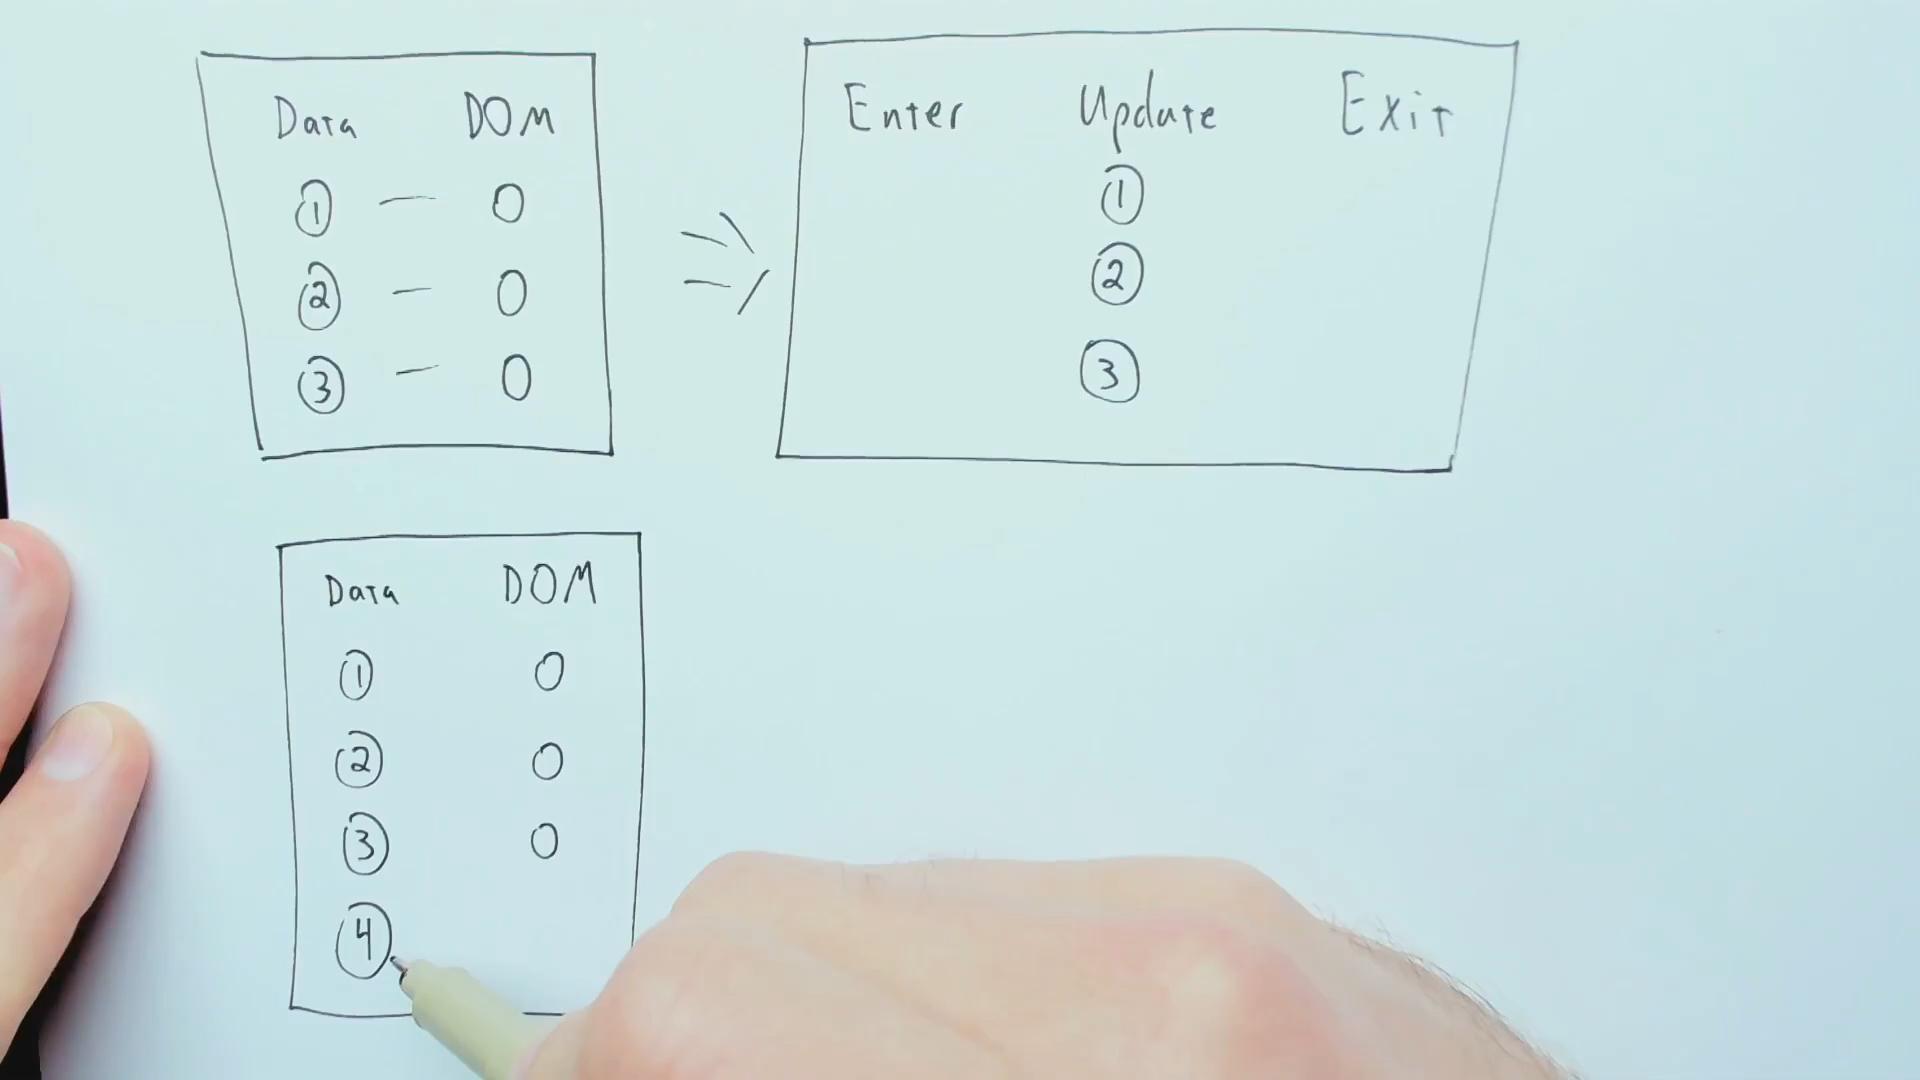 Data DOM
1 — 0
2 — 0
3 — 0
Enter Update Exit
1
2
3
Data DOM
1 0
2 0
3 0
4